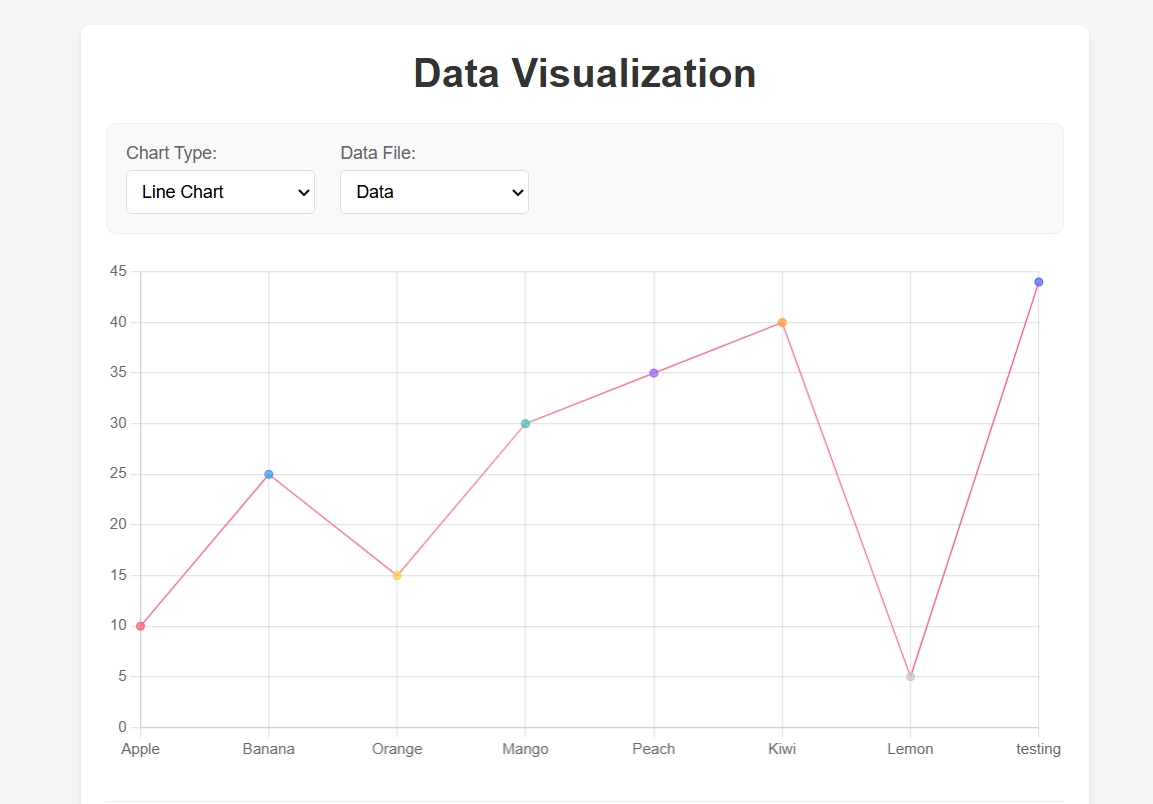 Data Visualization
Chart Type: Data File:
Line Chart Data
45
40
35
30
25
20
15
10
5
0
Apple Banana Orange Mango Peach Kiwi Lemon testing